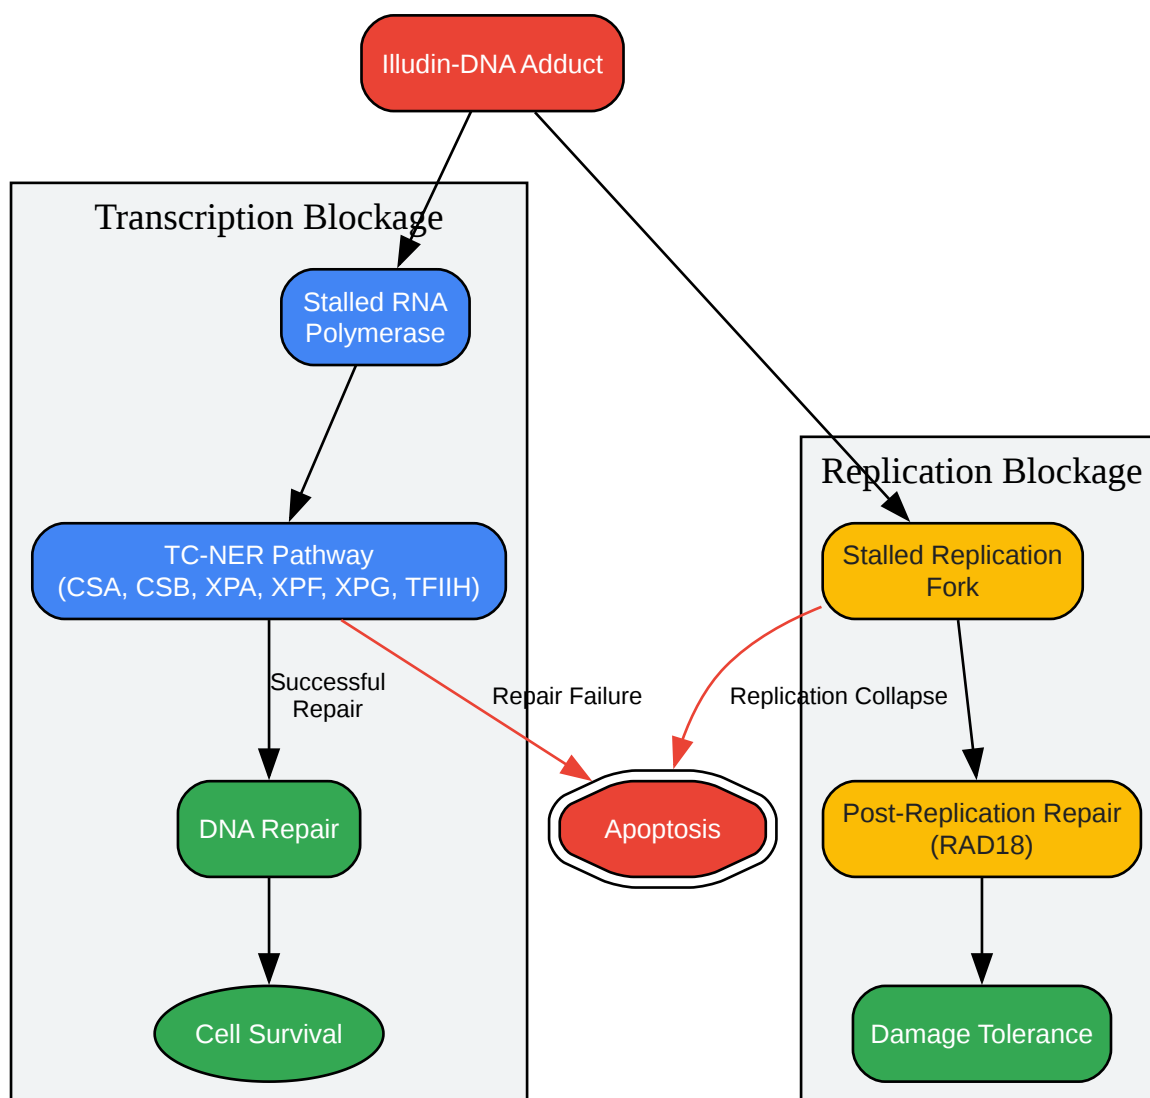 Illudin-DNA Adduct
Transcription Blockage
Stalled RNA
Polymerase
Replication Blockage
TC-NER Pathway
(CSA, CSB, XPA, XPF, XPG, TFIIH)
Stalled Replication
Fork
Successful
Repair
Repair Failure
Replication Collapse
DNA Repair
Apoptosis
Post-Replication Repair
(RAD18)
Cell Survival
Damage Tolerance